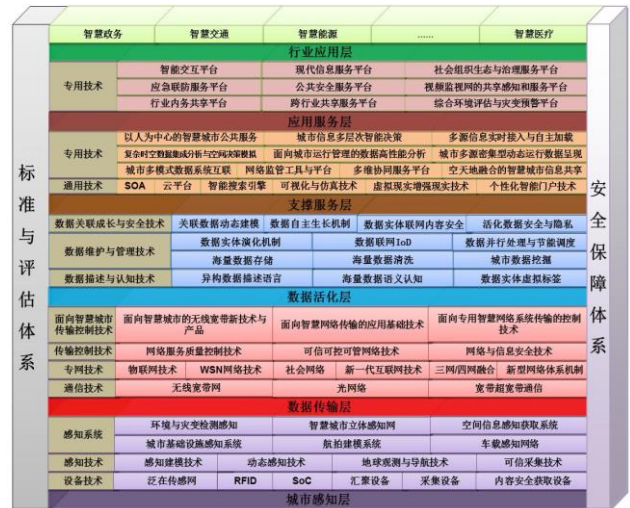 标准与评估体系
智慧政务 智慧交通 智慧能源 ...... 智慧医疗
行业应用层
专用技术
智能交互平台 现代信息服务平台 社会组织生态与治理服务平台
应急联防服务平台 公共安全服务平台 视频监视网的共享感知和服务平台
行业内务共享平台 跨行业共享服务平台 综合环境评估与灾变预警平台
应用服务层
专用技术
以人为中心的智慧城市公共服务 城市信息多层次智能决策 多源信息实时接入与自主加载
复杂时空数据集成分析与空间决策模拟 面向城市运行管理的数据高性能分析 城市多源密集型动态运行数据呈现
城市多模式数据系统互联 网络监管工具与平台 多维协同服务平台 空天地融合的智慧城市信息共享
通用技术 SOA 云平台 智能搜索引擎 可视化与仿真技术 虚拟现实增强现实技术 个性化智能门户技术
支撑服务层
数据关联成长与安全技术 关联数据动态建模 数据自主生长机制 数据实体联网内容安全 活化数据安全与隐私
数据维护与管理技术
数据实体演化机制 数据联网IoD 数据并行处理与节能调度
海量数据存储 海量数据清洗 城市数据挖掘
数据描述与认知技术 异构数据描述语言 海量数据语义认知 数据实体虚拟标签
数据活化层
面向智慧城市传输控制技术 面向智慧城市的无线宽带新技术与产品 面向智慧网络传输的应用基础技术 面向专用智慧网络系统传输的控制技术
传输控制技术 网络服务质量控制技术 可信可控可管网络技术 网络与信息安全技术
专网技术 物联网技术 WSN网络技术 社会网络 新一代互联网技术 三网/四网融合 新型网络体系机制
通信技术 无线宽带网 光网络 宽带超宽带通信
数据传输层
感知系统
环境与灾变检测感知 智慧城市立体感知网 空间信息感知获取系统
城市基础设施感知系统 航拍建模系统 车载感知网络
感知技术 感知建模技术 动态感知技术 地球观测与导航技术 可信采集技术
设备技术 泛在传感网 RFID SoC 汇聚设备 采集设备 内容安全获取设备
城市感知层
安全保障体系